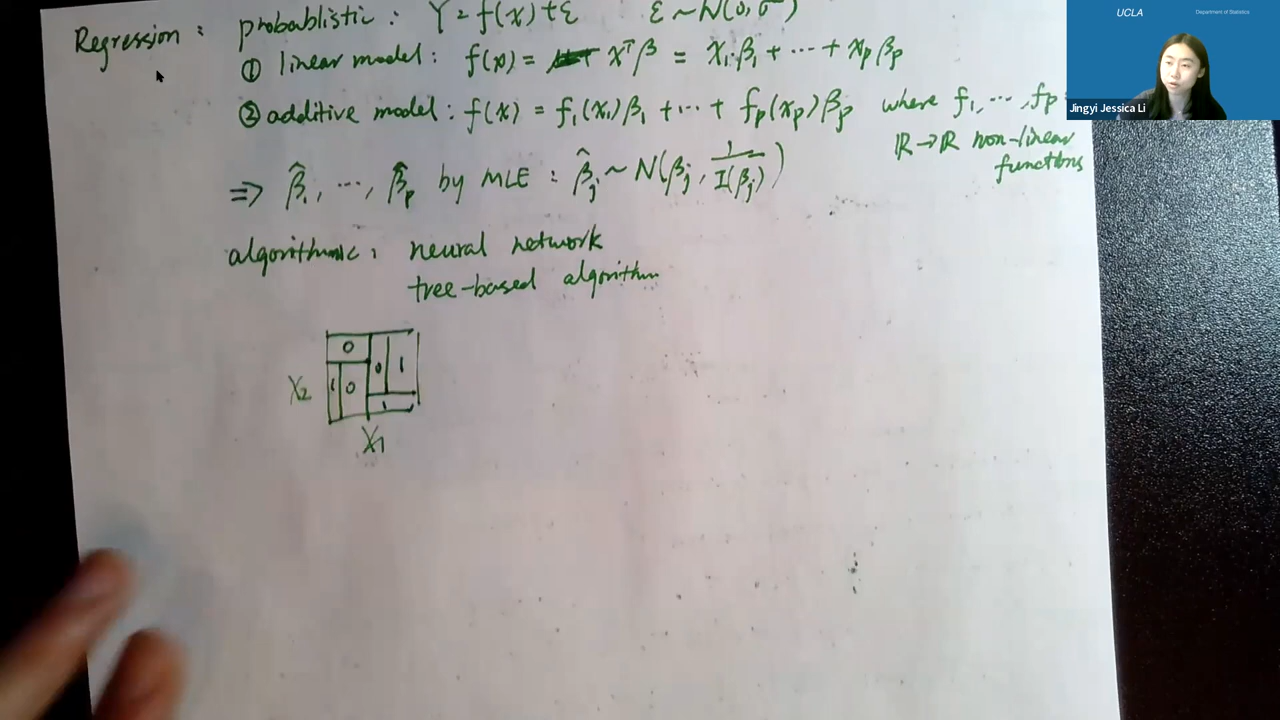 Regression: probablistic: Y = f(x) + ε ε ~ N(0, σ²)
① linear model: f(x) = xᵀβ = x₁β₁ + ⋯ + xₚβₚ
② additive model: f(x) = f₁(x₁)β₁ + ⋯ + fₚ(xₚ)βₚ where f₁, ⋯, fₚ:
ℝ→ℝ non-linear
functions
⇒ β̂₁, ⋯, β̂ₚ by MLE: β̂ⱼ ~ N(βⱼ, 1/I(βⱼ))
algorithmic: neural network
tree-based algorithm
0
0 1
X₂ 1 0
1
X₁
UCLA Department of Statistics
Jingyi Jessica Li